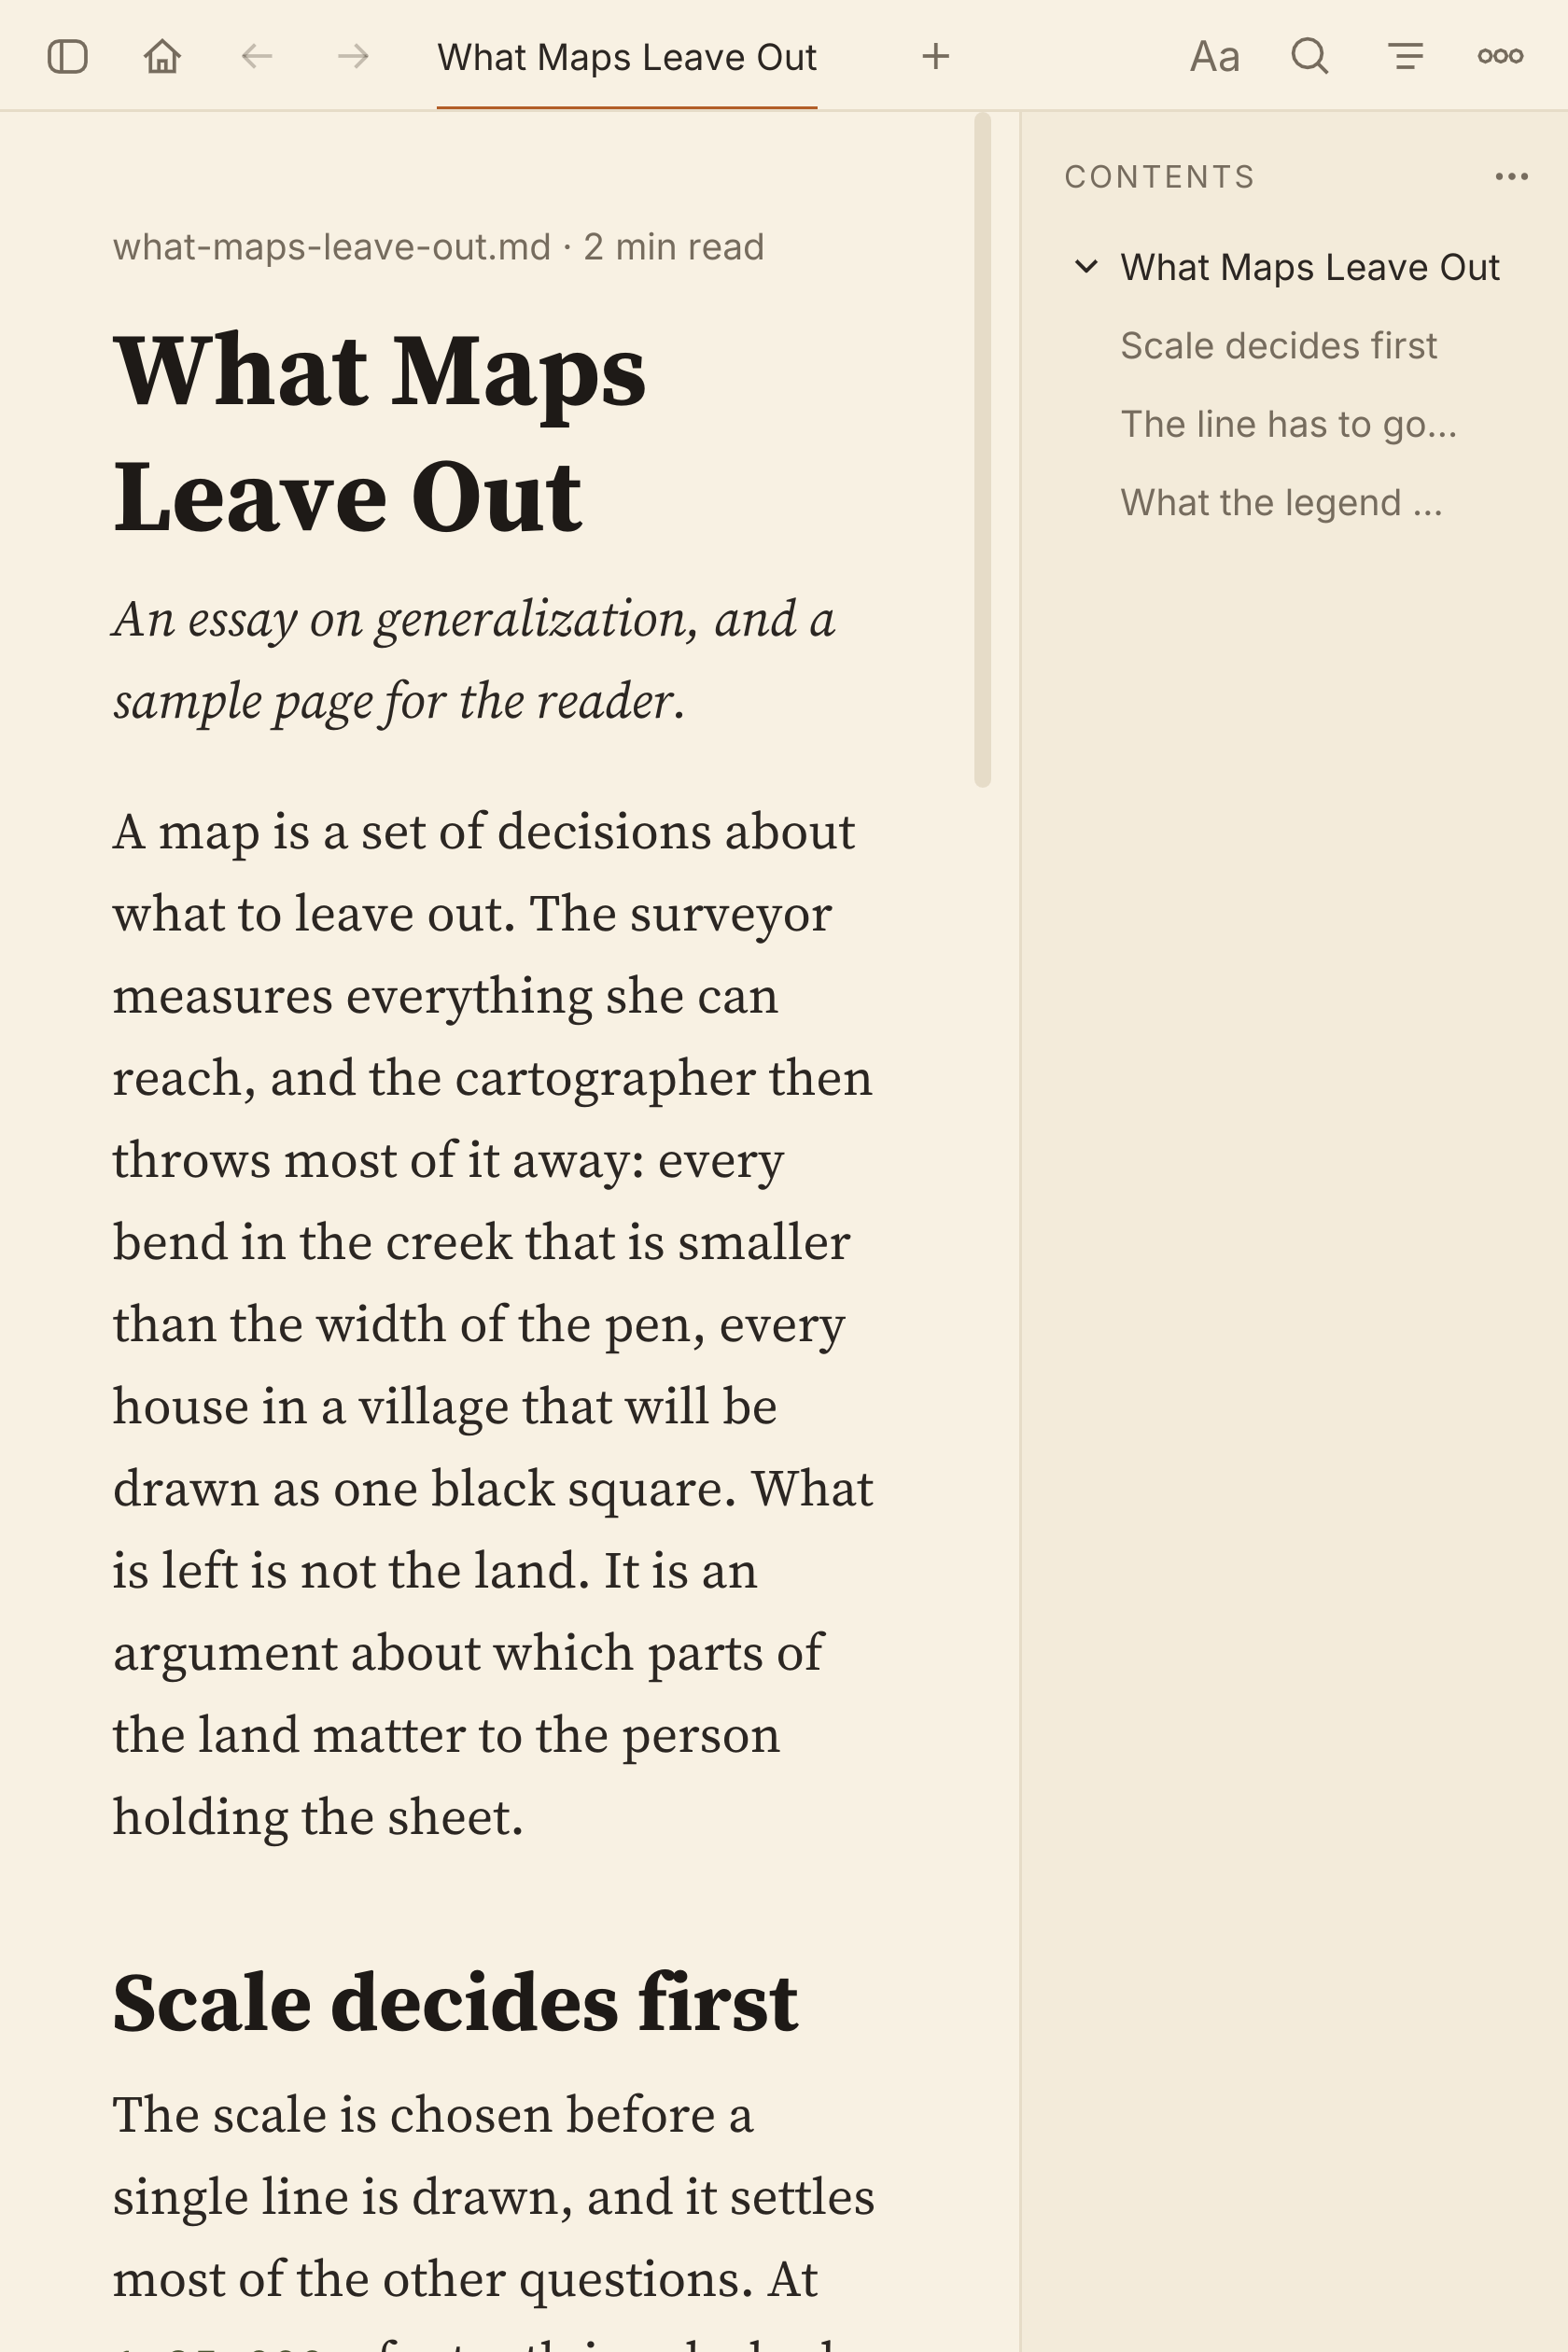 What Maps Leave Out
Aa
what-maps-leave-out.md · 2 min read
What Maps
Leave Out
An essay on generalization, and a
sample page for the reader.
A map is a set of decisions about
what to leave out. The surveyor
measures everything she can
reach, and the cartographer then
throws most of it away: every
bend in the creek that is smaller
than the width of the pen, every
house in a village that will be
drawn as one black square. What
is left is not the land. It is an
argument about which parts of
the land matter to the person
holding the sheet.
Scale decides first
The scale is chosen before a
single line is drawn, and it settles
most of the other questions. At
CONTENTS
What Maps Leave Out
Scale decides first
The line has to go...
What the legend ...